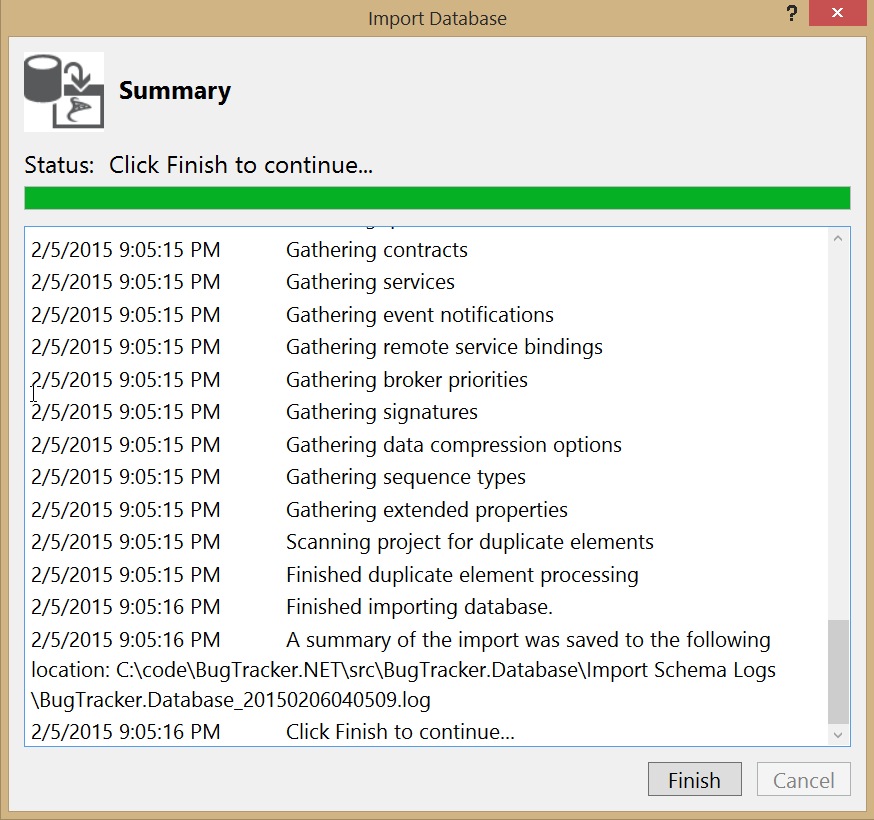 Import Database
?
Summary
Status: Click Finish to continue...
2/5/2015 9:05:15 PM Gathering contracts
2/5/2015 9:05:15 PM Gathering services
2/5/2015 9:05:15 PM Gathering event notifications
2/5/2015 9:05:15 PM Gathering remote service bindings
2/5/2015 9:05:15 PM Gathering broker priorities
2/5/2015 9:05:15 PM Gathering signatures
2/5/2015 9:05:15 PM Gathering data compression options
2/5/2015 9:05:15 PM Gathering sequence types
2/5/2015 9:05:15 PM Gathering extended properties
2/5/2015 9:05:15 PM Scanning project for duplicate elements
2/5/2015 9:05:15 PM Finished duplicate element processing
2/5/2015 9:05:16 PM Finished importing database.
2/5/2015 9:05:16 PM A summary of the import was saved to the following
location: C:\code\BugTracker.NET\src\BugTracker.Database\Import Schema Logs
\BugTracker.Database_20150206040509.log
2/5/2015 9:05:16 PM Click Finish to continue...
Finish Cancel